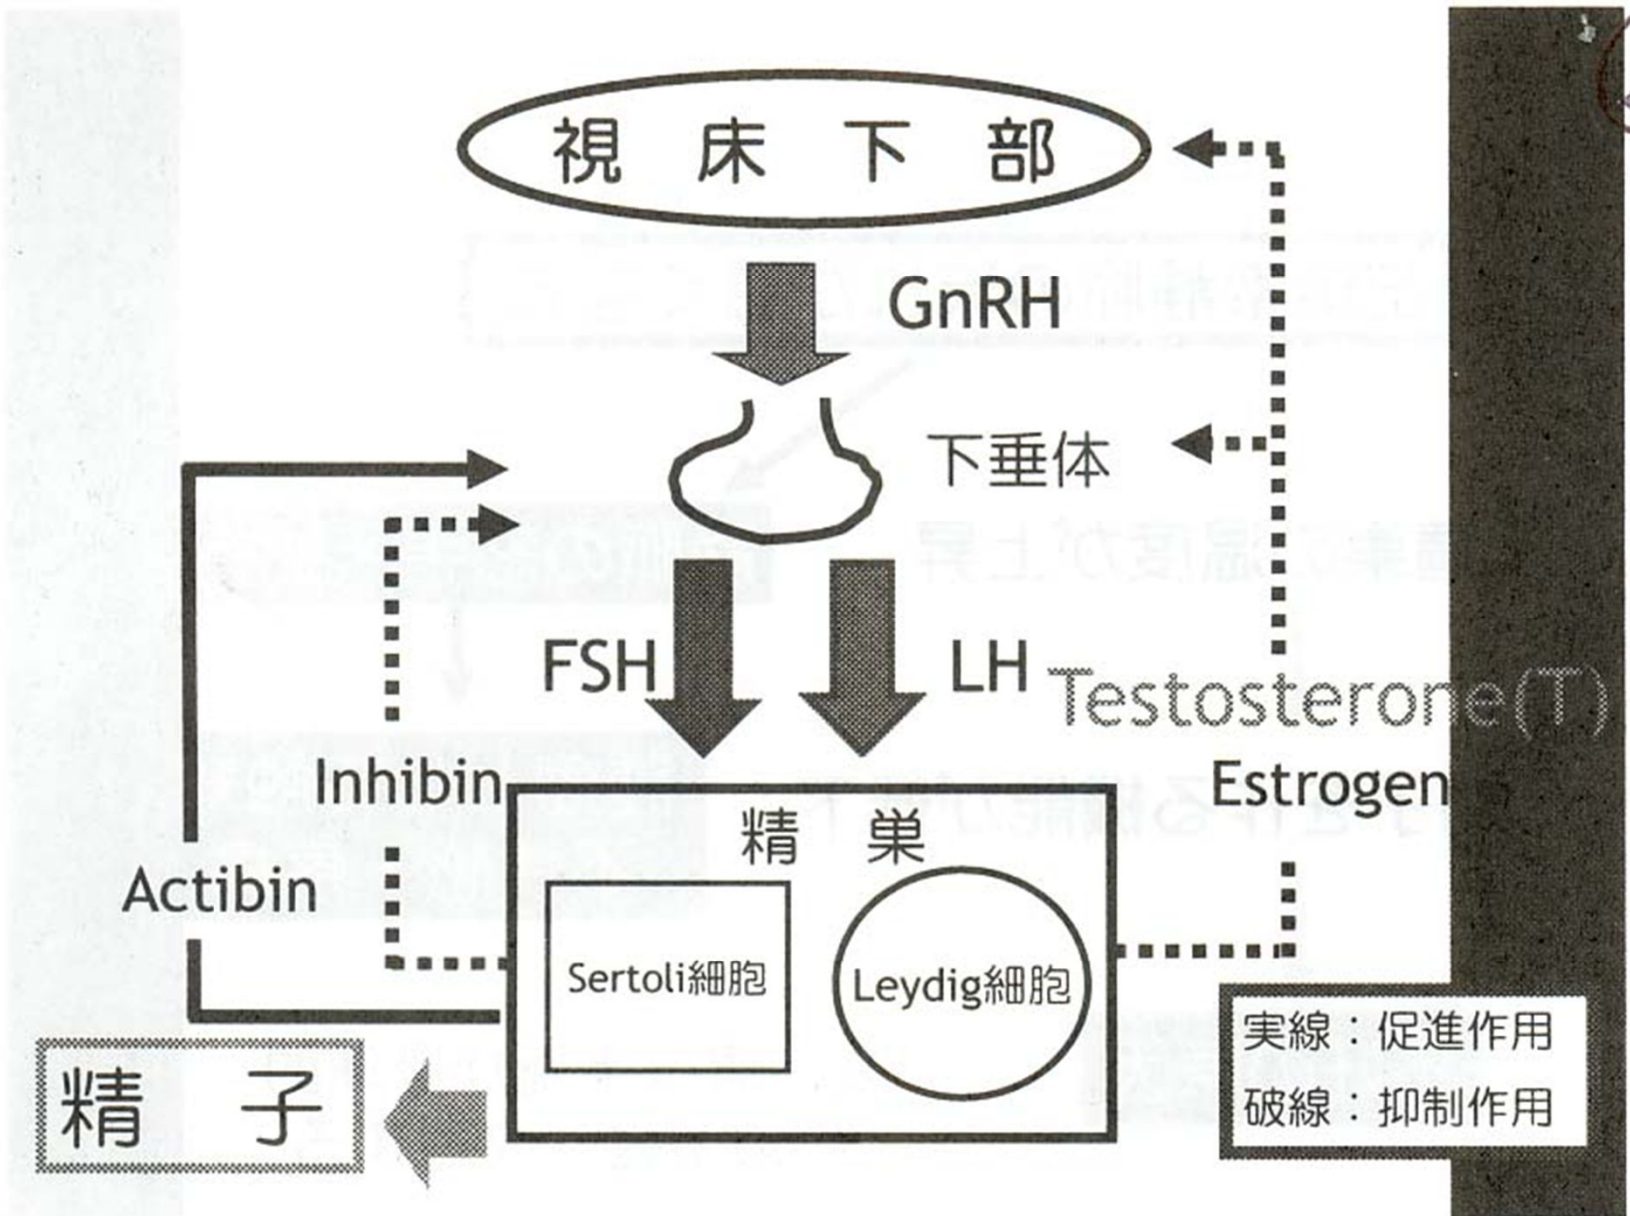 視床下部
GnRH
下垂体
FSH
LH
Testosterone(T)
Inhibin
Estrogen
精巣
Actibin
Sertoli細胞
Leydig細胞
実線：促進作用
破線：抑制作用
精子